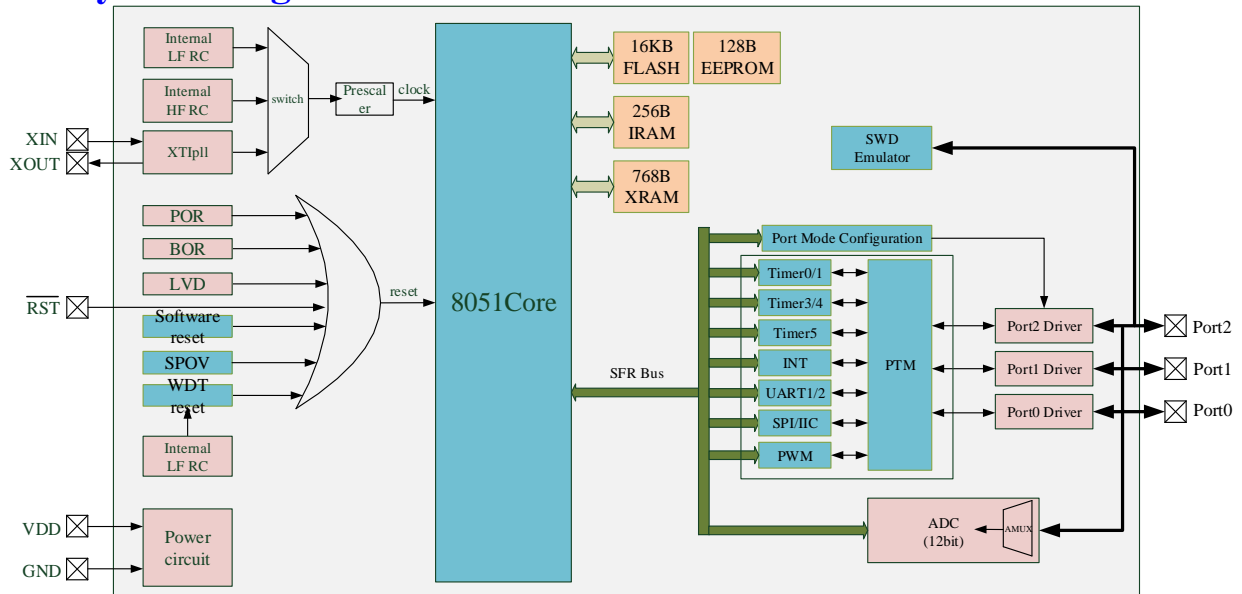 Internal
LF RC
Internal
HF RC
XTIpll
switch
Prescal
er
clock
XIN
XOUT
POR
BOR
LVD
RST
Software
reset
SPOV
WDT
reset
Internal
LF RC
reset
VDD
GND
Power
circuit
8051Core
16KB
FLASH
128B
EEPROM
256B
IRAM
768B
XRAM
SWD
Emulator
SFR Bus
Port Mode Configuration
Timer0/1
Timer3/4
Timer5
INT
UART1/2
SPI/IIC
PWM
PTM
Port2 Driver
Port1 Driver
Port0 Driver
Port2
Port1
Port0
ADC
(12bit)
AMUX